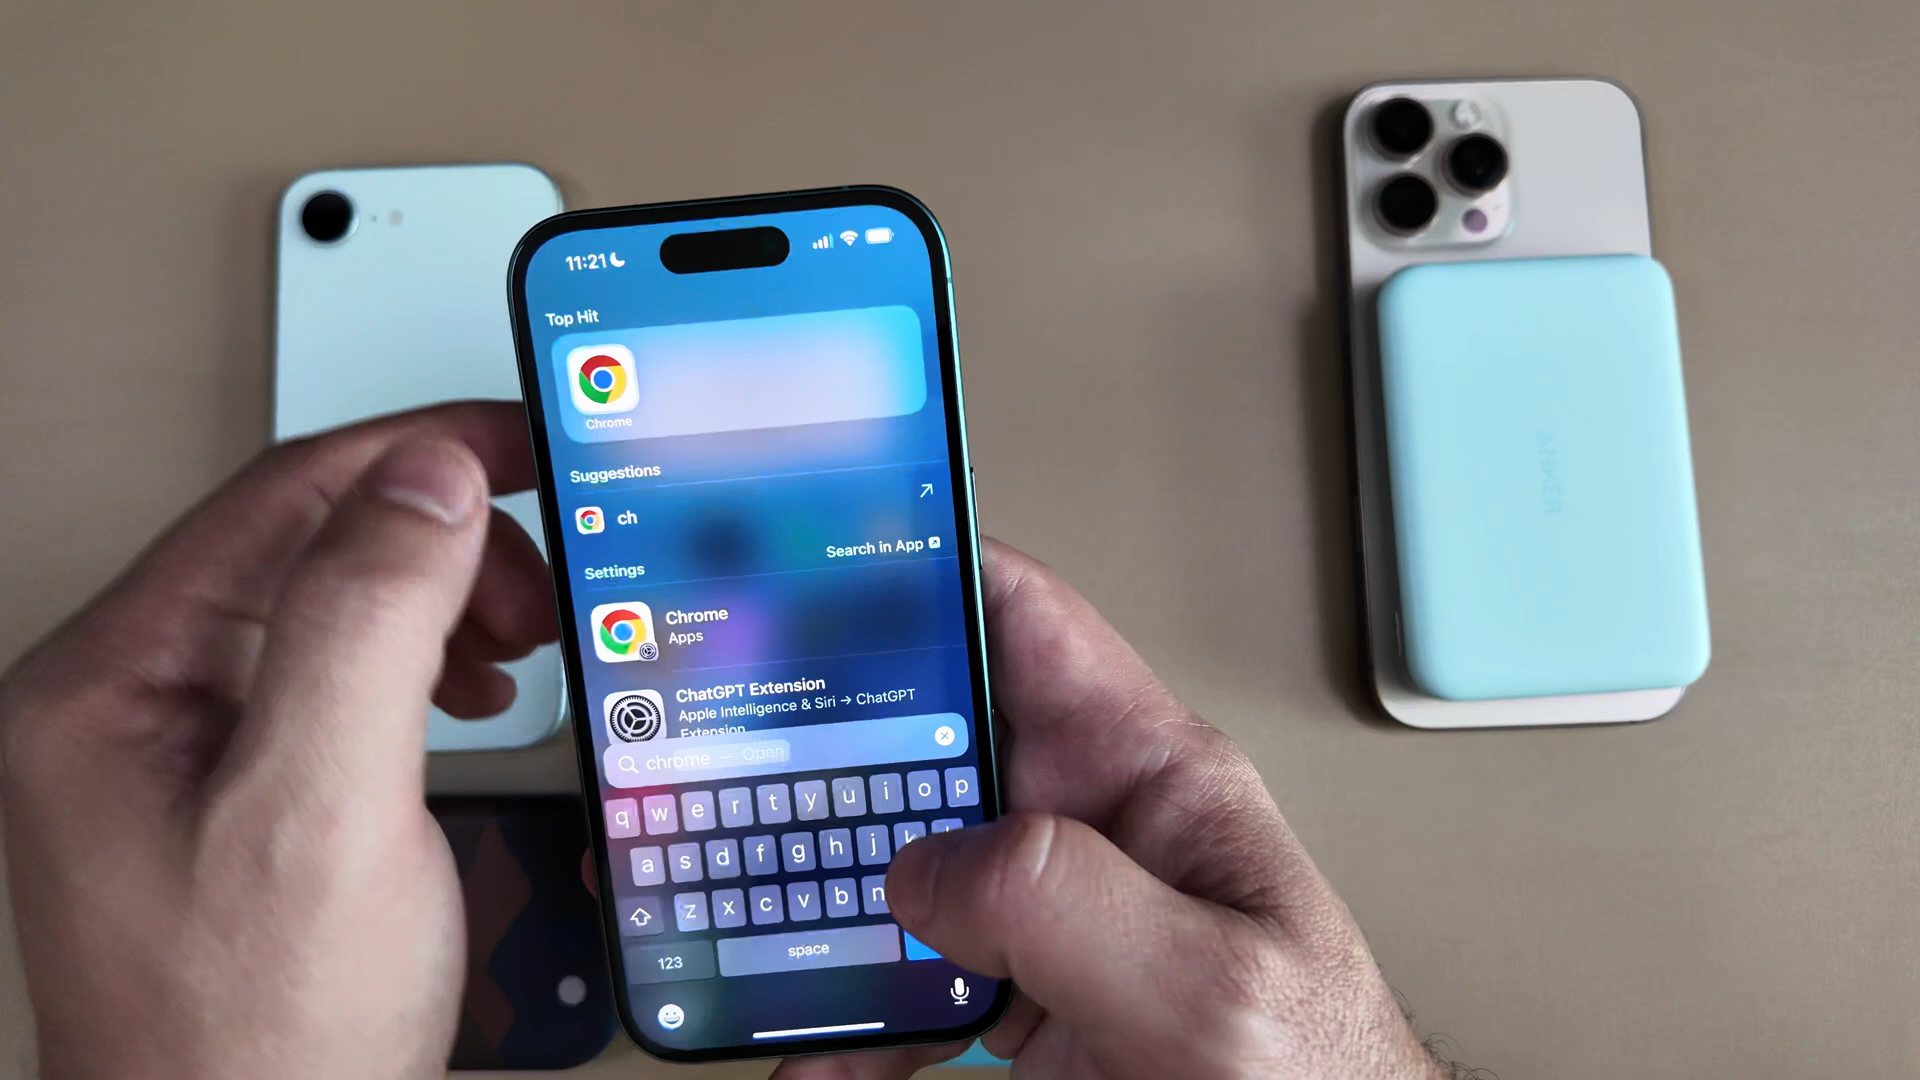 11:21
Top Hit
Chrome
Suggestions
ch
Search in App
Settings
Chrome
Apps
ChatGPT Extension
Apple Intelligence & Siri → ChatGPT
Extension
chrome — Open
q w e r t y u i o p
a s d f g h j k
z x c v b n
123 space
ANKER